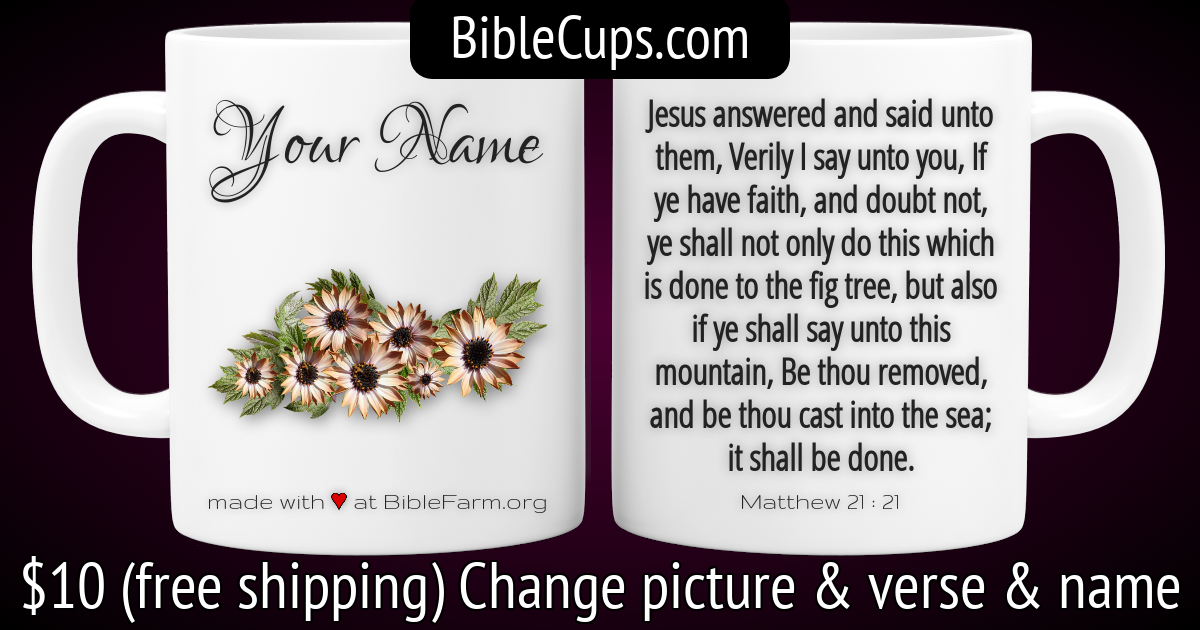 BibleCups.com
Your Name
made with ♥ at BibleFarm.org
Jesus answered and said unto
them, Verily I say unto you, If
ye have faith, and doubt not,
ye shall not only do this which
is done to the fig tree, but also
if ye shall say unto this
mountain, Be thou removed,
and be thou cast into the sea;
it shall be done.
Matthew 21 : 21
$10 (free shipping) Change picture & verse & name